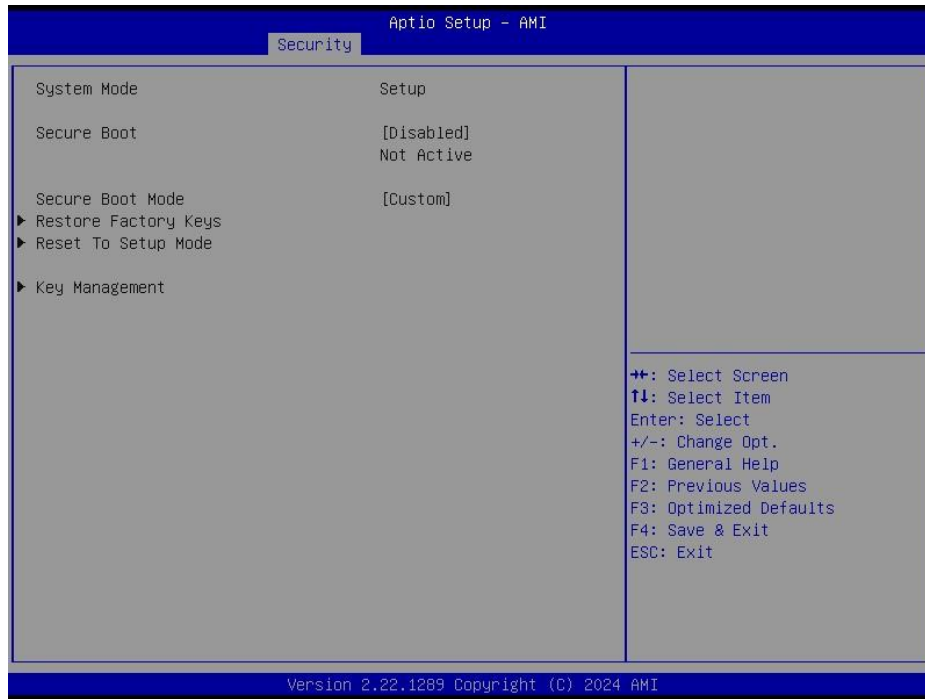 Aptio Setup - AMI
Security
System Mode Setup
Secure Boot [Disabled]
Not Active
Secure Boot Mode [Custom]
▶ Restore Factory Keys
▶ Reset To Setup Mode
▶ Key Management
→←: Select Screen
↑↓: Select Item
Enter: Select
+/-: Change Opt.
F1: General Help
F2: Previous Values
F3: Optimized Defaults
F4: Save & Exit
ESC: Exit
Version 2.22.1289 Copyright (C) 2024 AMI